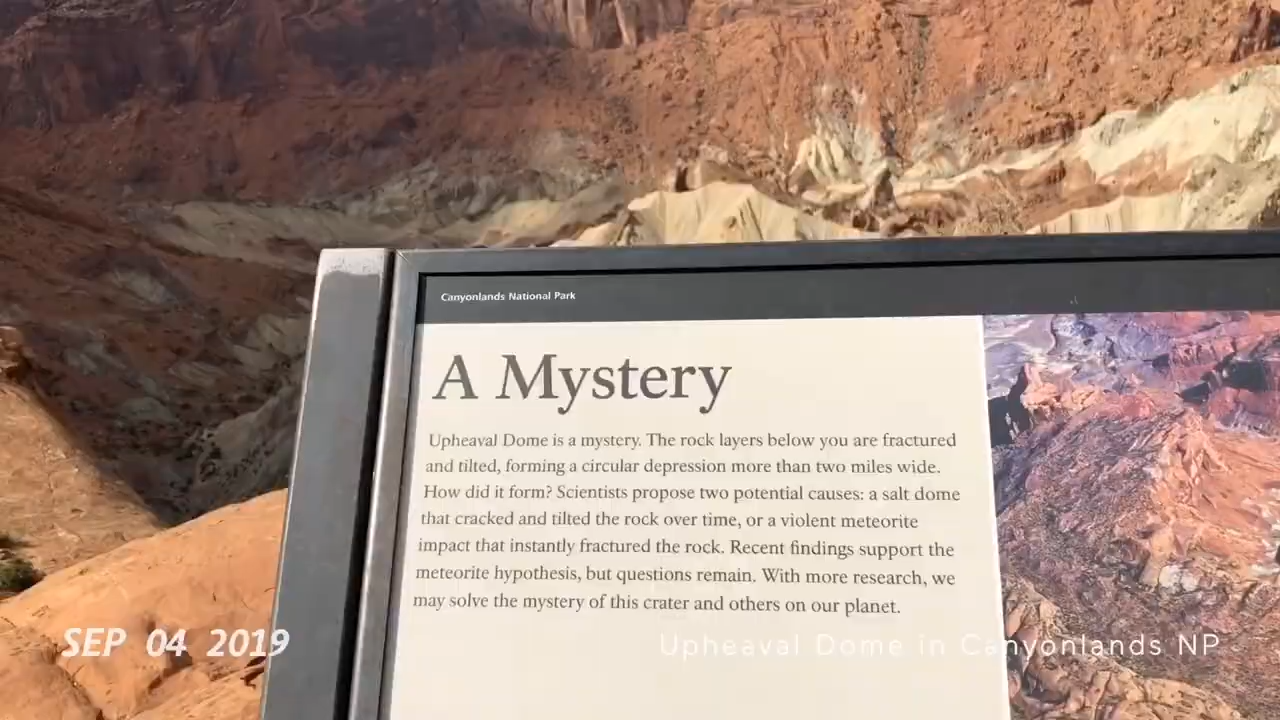 Canyonlands National Park
A Mystery
Upheaval Dome is a mystery. The rock layers below you are fractured
and tilted, forming a circular depression more than two miles wide.
How did it form? Scientists propose two potential causes: a salt dome
that cracked and tilted the rock over time, or a violent meteorite
impact that instantly fractured the rock. Recent findings support the
meteorite hypothesis, but questions remain. With more research, we
may solve the mystery of this crater and others on our planet.
SEP 04 2019
Upheaval Dome in Canyonlands NP